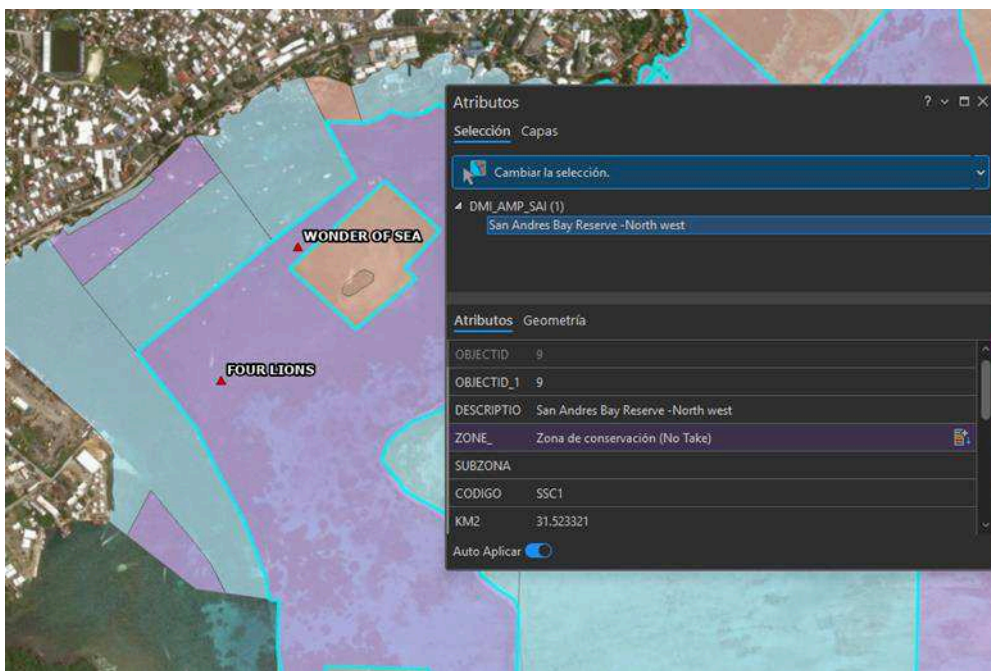 WONDER OF SEA
FOUR LIONS
Atributos
?
Selección Capas
Cambiar la selección.
DMI_AMP_SAI (1)
San Andres Bay Reserve -North west
Atributos Geometría
OBJECTID 9
OBJECTID_1 9
DESCRIPTIO San Andres Bay Reserve -North west
ZONE_ Zona de conservación (No Take)
SUBZONA
CODIGO SSC1
KM2 31.523321
Auto Aplicar